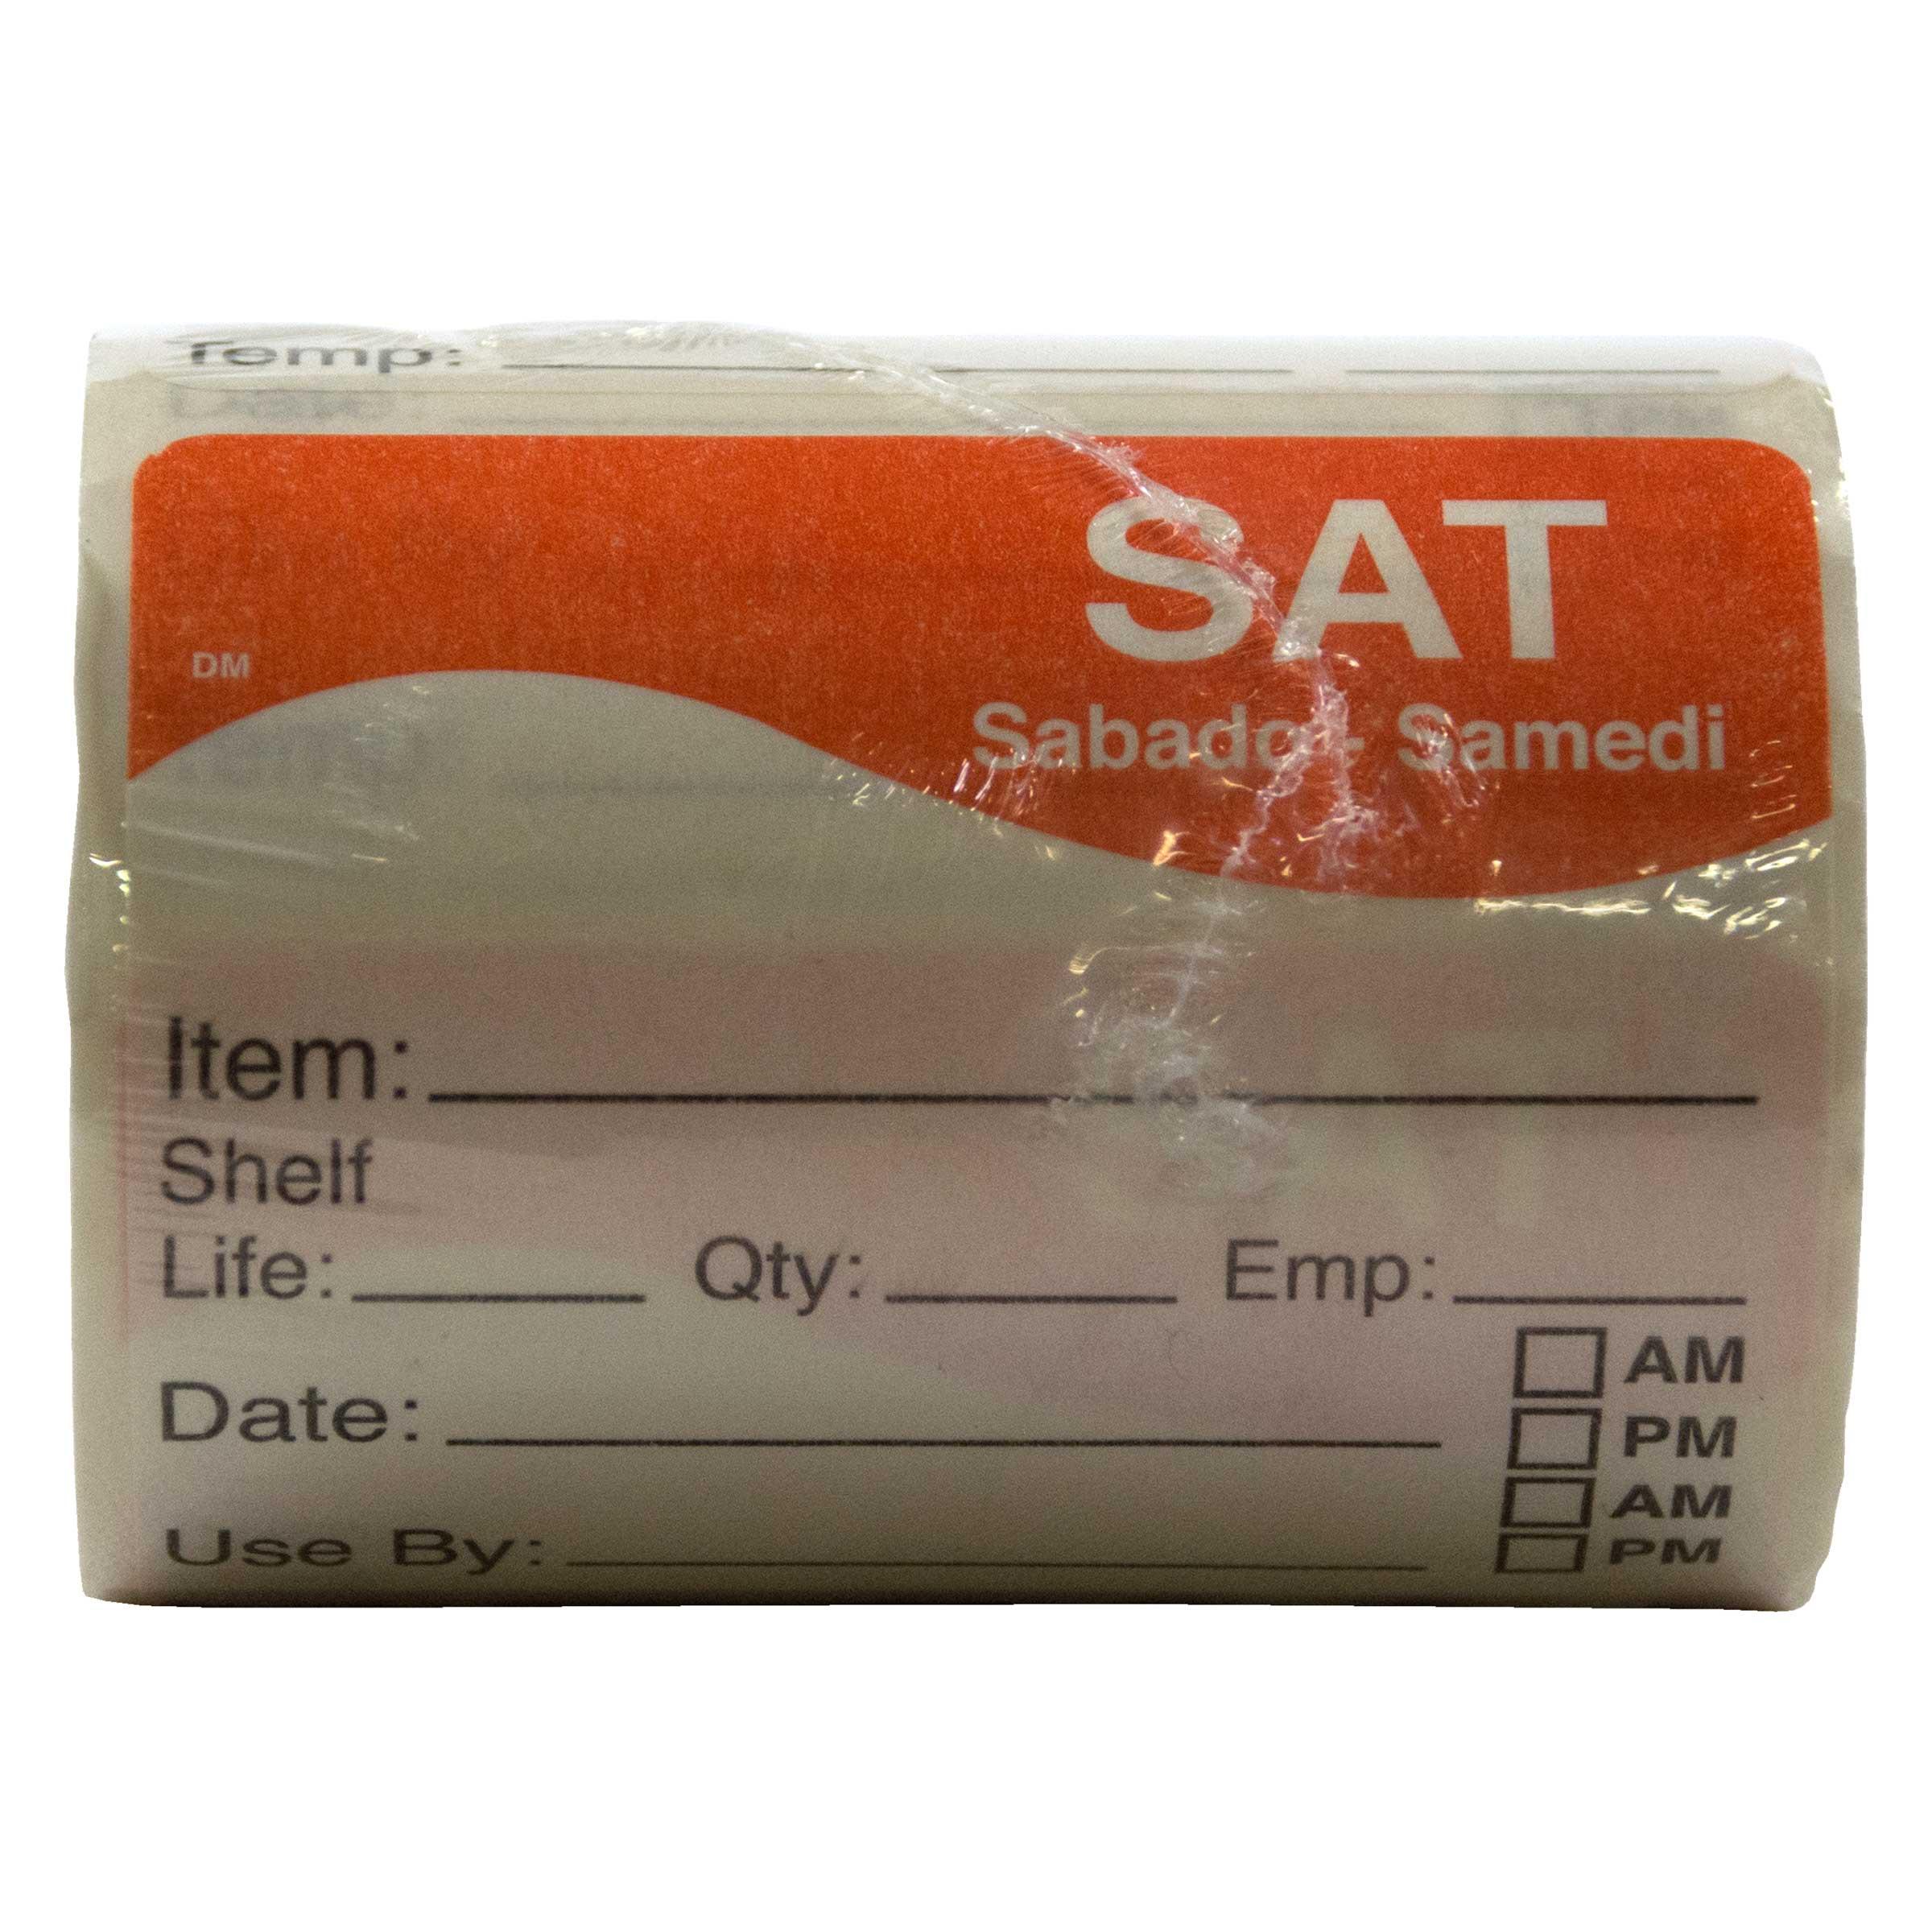 Temp:
SAT
DM
Sabado - Samedi
Item:
Shelf
Life: Qty: Emp:
AM
Date:
PM
AM
Use By:
PM